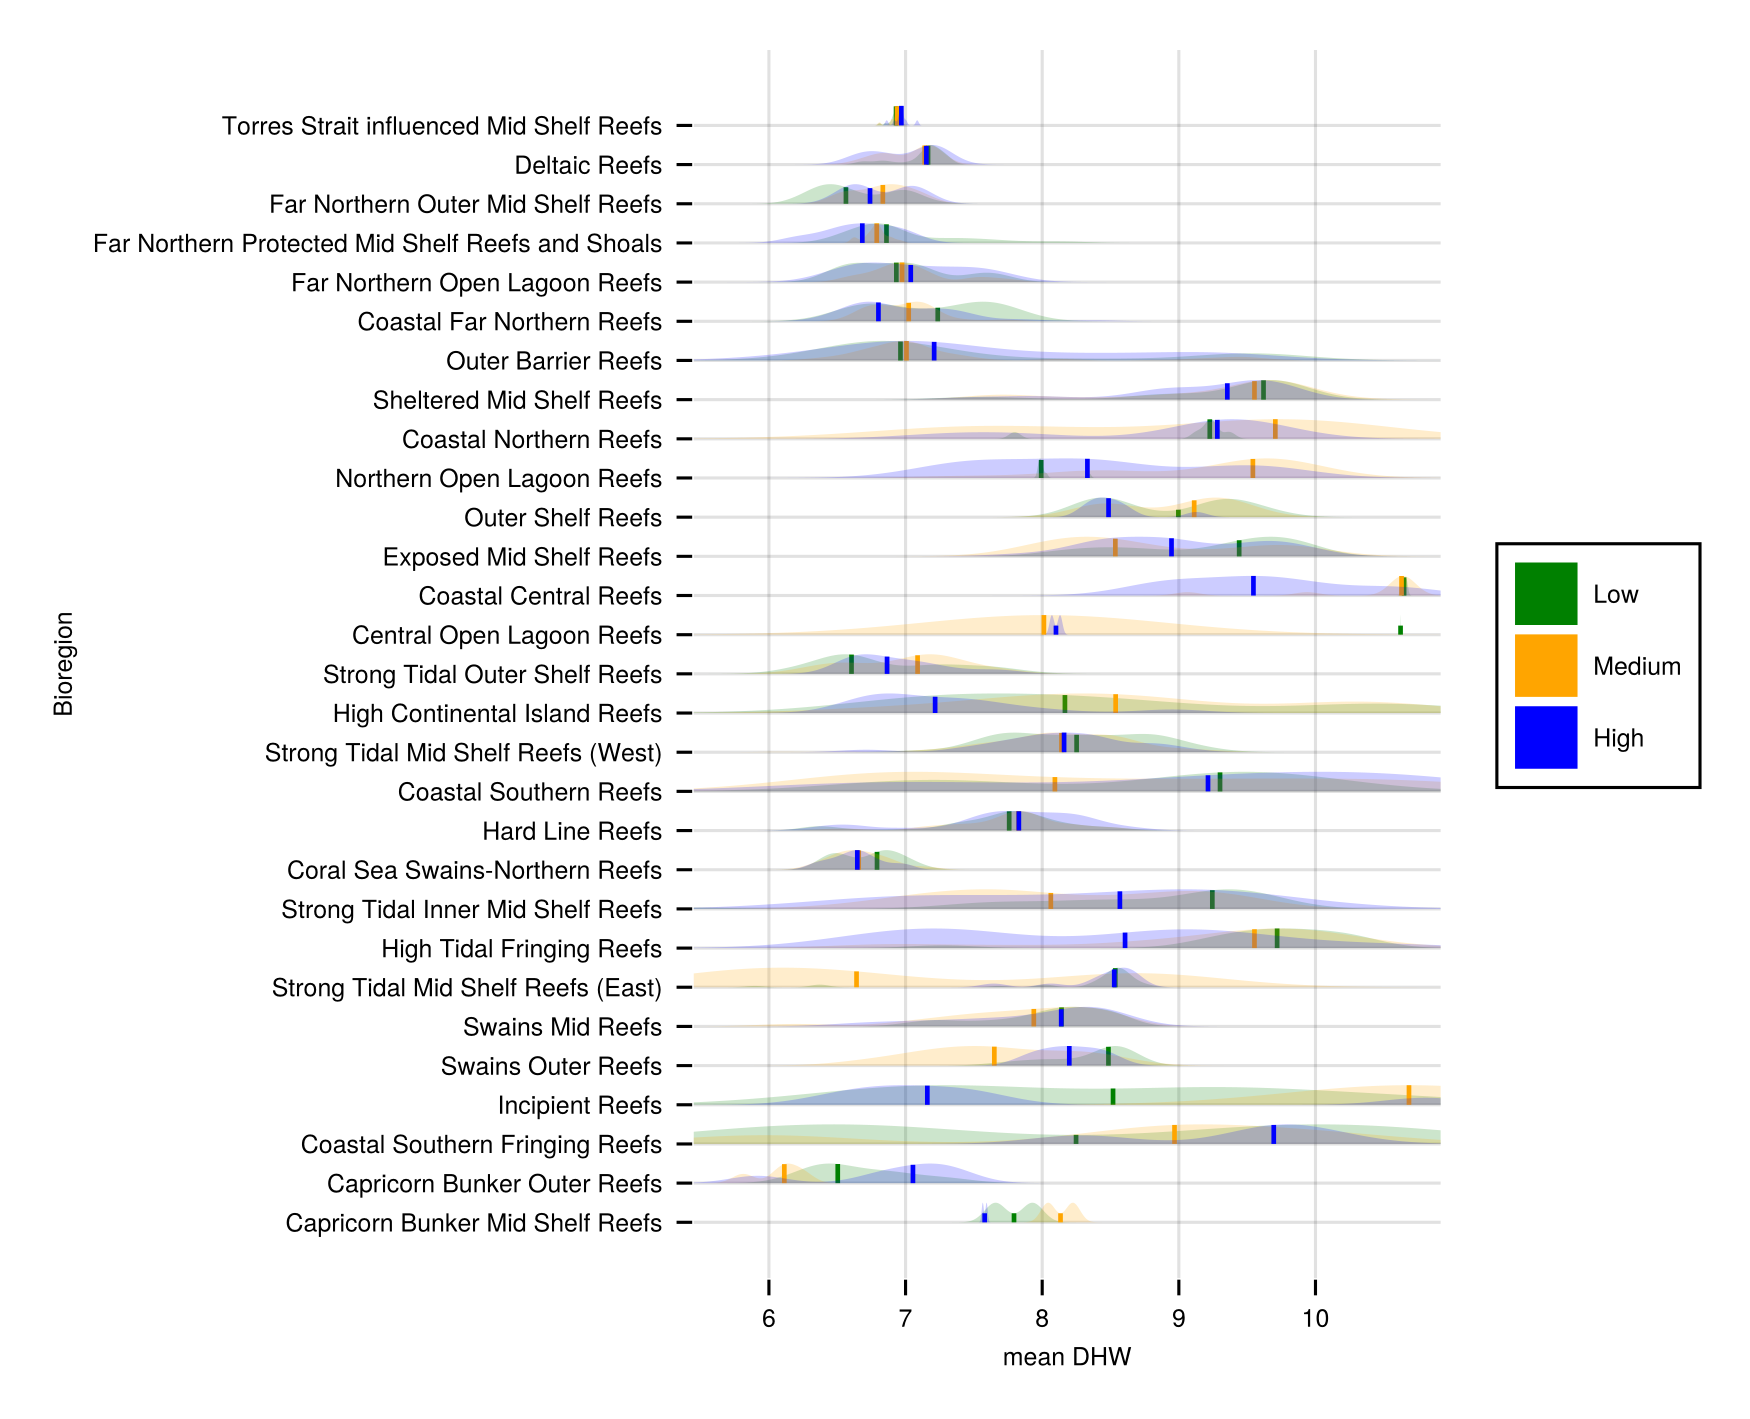 Torres Strait influenced Mid Shelf Reefs
Deltaic Reefs
Far Northern Outer Mid Shelf Reefs
Far Northern Protected Mid Shelf Reefs and Shoals
Far Northern Open Lagoon Reefs
Coastal Far Northern Reefs
Outer Barrier Reefs
Sheltered Mid Shelf Reefs
Coastal Northern Reefs
Northern Open Lagoon Reefs
Outer Shelf Reefs
Exposed Mid Shelf Reefs
Coastal Central Reefs
Central Open Lagoon Reefs
Strong Tidal Outer Shelf Reefs
High Continental Island Reefs
Strong Tidal Mid Shelf Reefs (West)
Coastal Southern Reefs
Hard Line Reefs
Coral Sea Swains-Northern Reefs
Strong Tidal Inner Mid Shelf Reefs
High Tidal Fringing Reefs
Strong Tidal Mid Shelf Reefs (East)
Swains Mid Reefs
Swains Outer Reefs
Incipient Reefs
Coastal Southern Fringing Reefs
Capricorn Bunker Outer Reefs
Capricorn Bunker Mid Shelf Reefs
Bioregion
6 7 8 9 10
mean DHW
Low
Medium
High